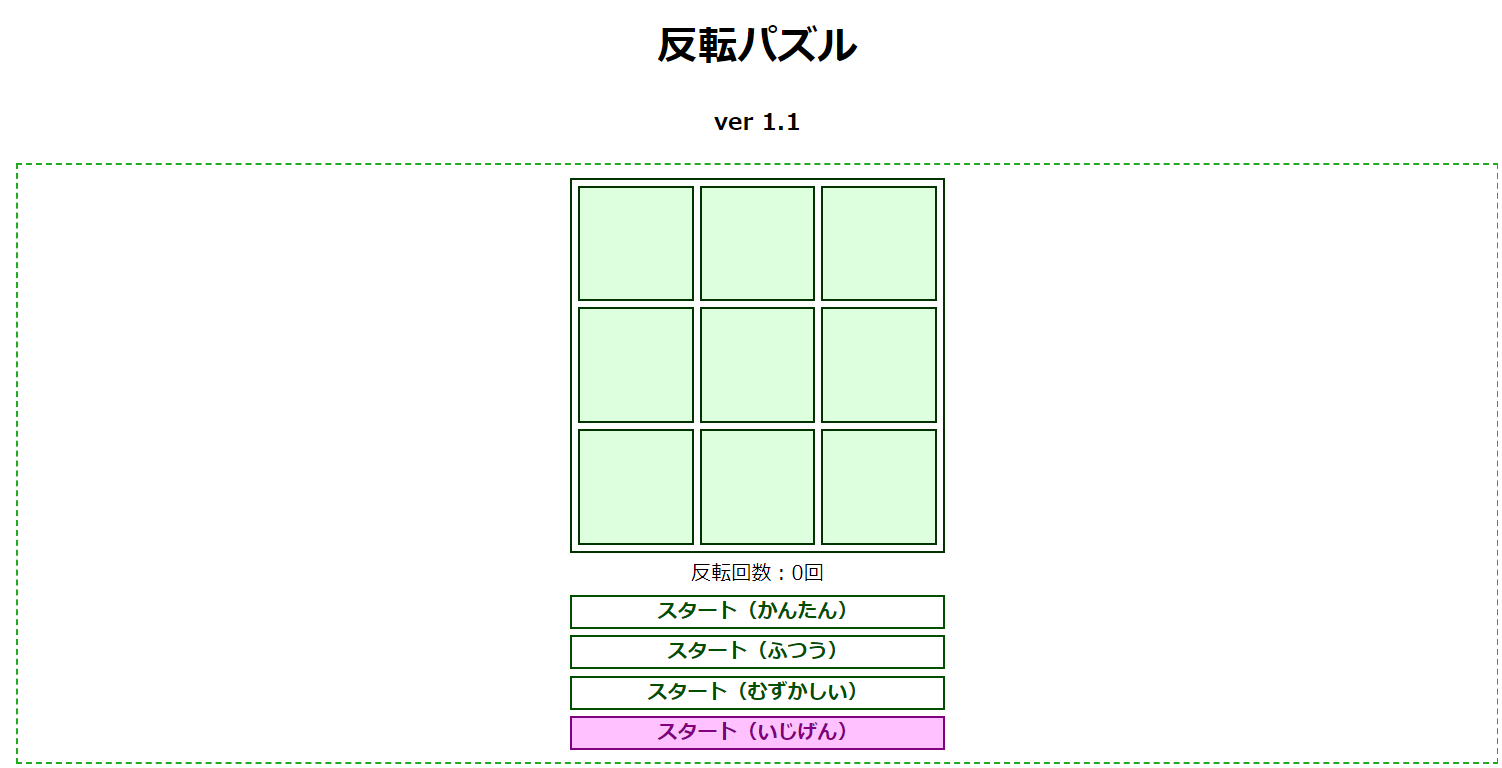 反転パズル
ver 1.1
反転回数：0回
スタート（かんたん）
スタート（ふつう）
スタート（むずかしい）
スタート（いじげん）